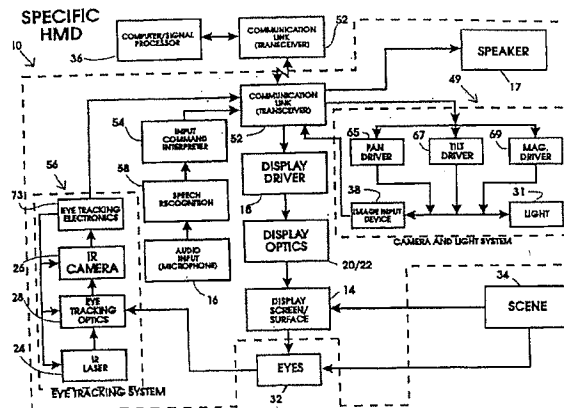 SPECIFIC
HMD
10
COMPUTER/SIGNAL
PROCESSOR
36
COMMUNICATION
LINK
(TRANSCEIVER)
52
SPEAKER
17
COMMUNICATION
LINK
(TRANSCEIVER)
52
49
54
INPUT
COMMAND
INTERPRETER
65
PAN
DRIVER
67
TILT
DRIVER
69
MAG.
DRIVER
56
58
SPEECH
RECOGNITION
DISPLAY
DRIVER
18
38
IMAGE INPUT
DEVICE
31
LIGHT
CAMERA AND LIGHT SYSTEM
73
EYE TRACKING
ELECTRONICS
AUDIO
INPUT
(MICROPHONE)
16
DISPLAY
OPTICS
20/22
26
IR
CAMERA
28
EYE
TRACKING
OPTICS
14
DISPLAY
SCREEN/
SURFACE
34
SCENE
24
IR
LASER
EYES
32
EYE TRACKING SYSTEM